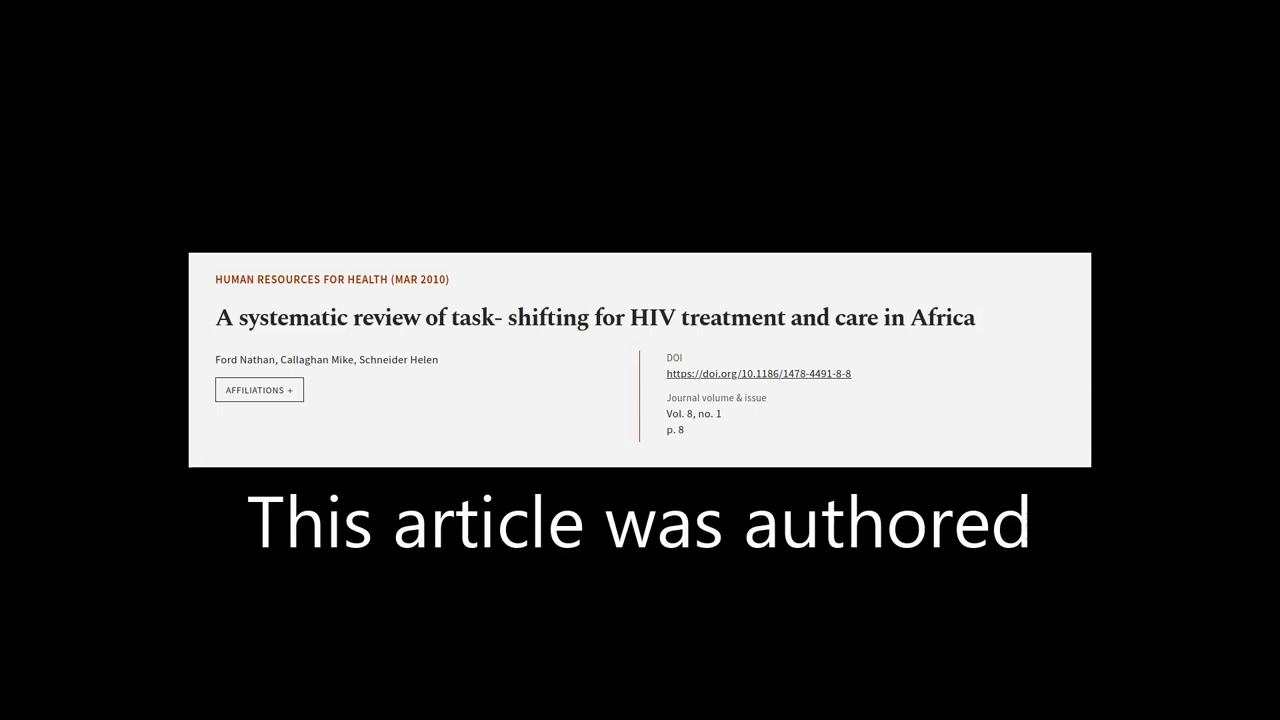 HUMAN RESOURCES FOR HEALTH (MAR 2010)
A systematic review of task- shifting for HIV treatment and care in Africa
Ford Nathan, Callaghan Mike, Schneider Helen
AFFILIATIONS +
DOI
https://doi.org/10.1186/1478-4491-8-8
Journal volume & issue
Vol. 8, no. 1
p. 8
This article was authored